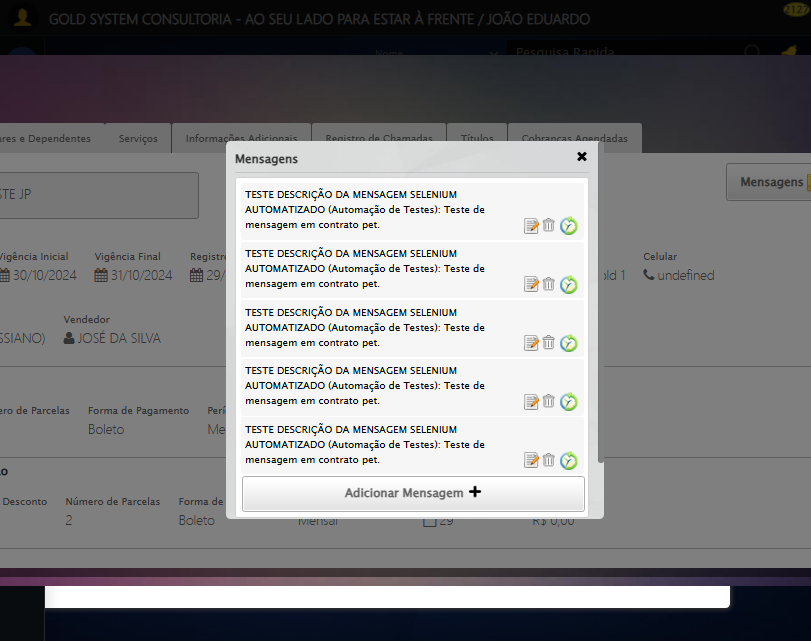 GOLD SYSTEM CONSULTORIA - AO SEU LADO PARA ESTAR À FRENTE / JOÃO EDUARDO
2127
Nome
Pesquisa Rapida
ares e Dependentes
Serviços
Informações Adicionais
Registro de Chamadas
Títulos
Cobranças Agendadas
Mensagens
TE JP
Mensagens
TESTE DESCRIÇÃO DA MENSAGEM SELENIUM
AUTOMATIZADO (Automação de Testes): Teste de
mensagem em contrato pet.
TESTE DESCRIÇÃO DA MENSAGEM SELENIUM
AUTOMATIZADO (Automação de Testes): Teste de
mensagem em contrato pet.
TESTE DESCRIÇÃO DA MENSAGEM SELENIUM
AUTOMATIZADO (Automação de Testes): Teste de
mensagem em contrato pet.
TESTE DESCRIÇÃO DA MENSAGEM SELENIUM
AUTOMATIZADO (Automação de Testes): Teste de
mensagem em contrato pet.
TESTE DESCRIÇÃO DA MENSAGEM SELENIUM
AUTOMATIZADO (Automação de Testes): Teste de
mensagem em contrato pet.
Adicionar Mensagem
Vigência Inicial
Vigência Final
Registr
Celular
30/10/2024
31/10/2024
29/
old 1
undefined
Vendedor
SSIANO)
JOSÉ DA SILVA
ero de Parcelas
Forma de Pagamento
Perí
Boleto
Me
o
Desconto
Número de Parcelas
Forma de
2
Boleto
Mensal
29
R$ 0,00